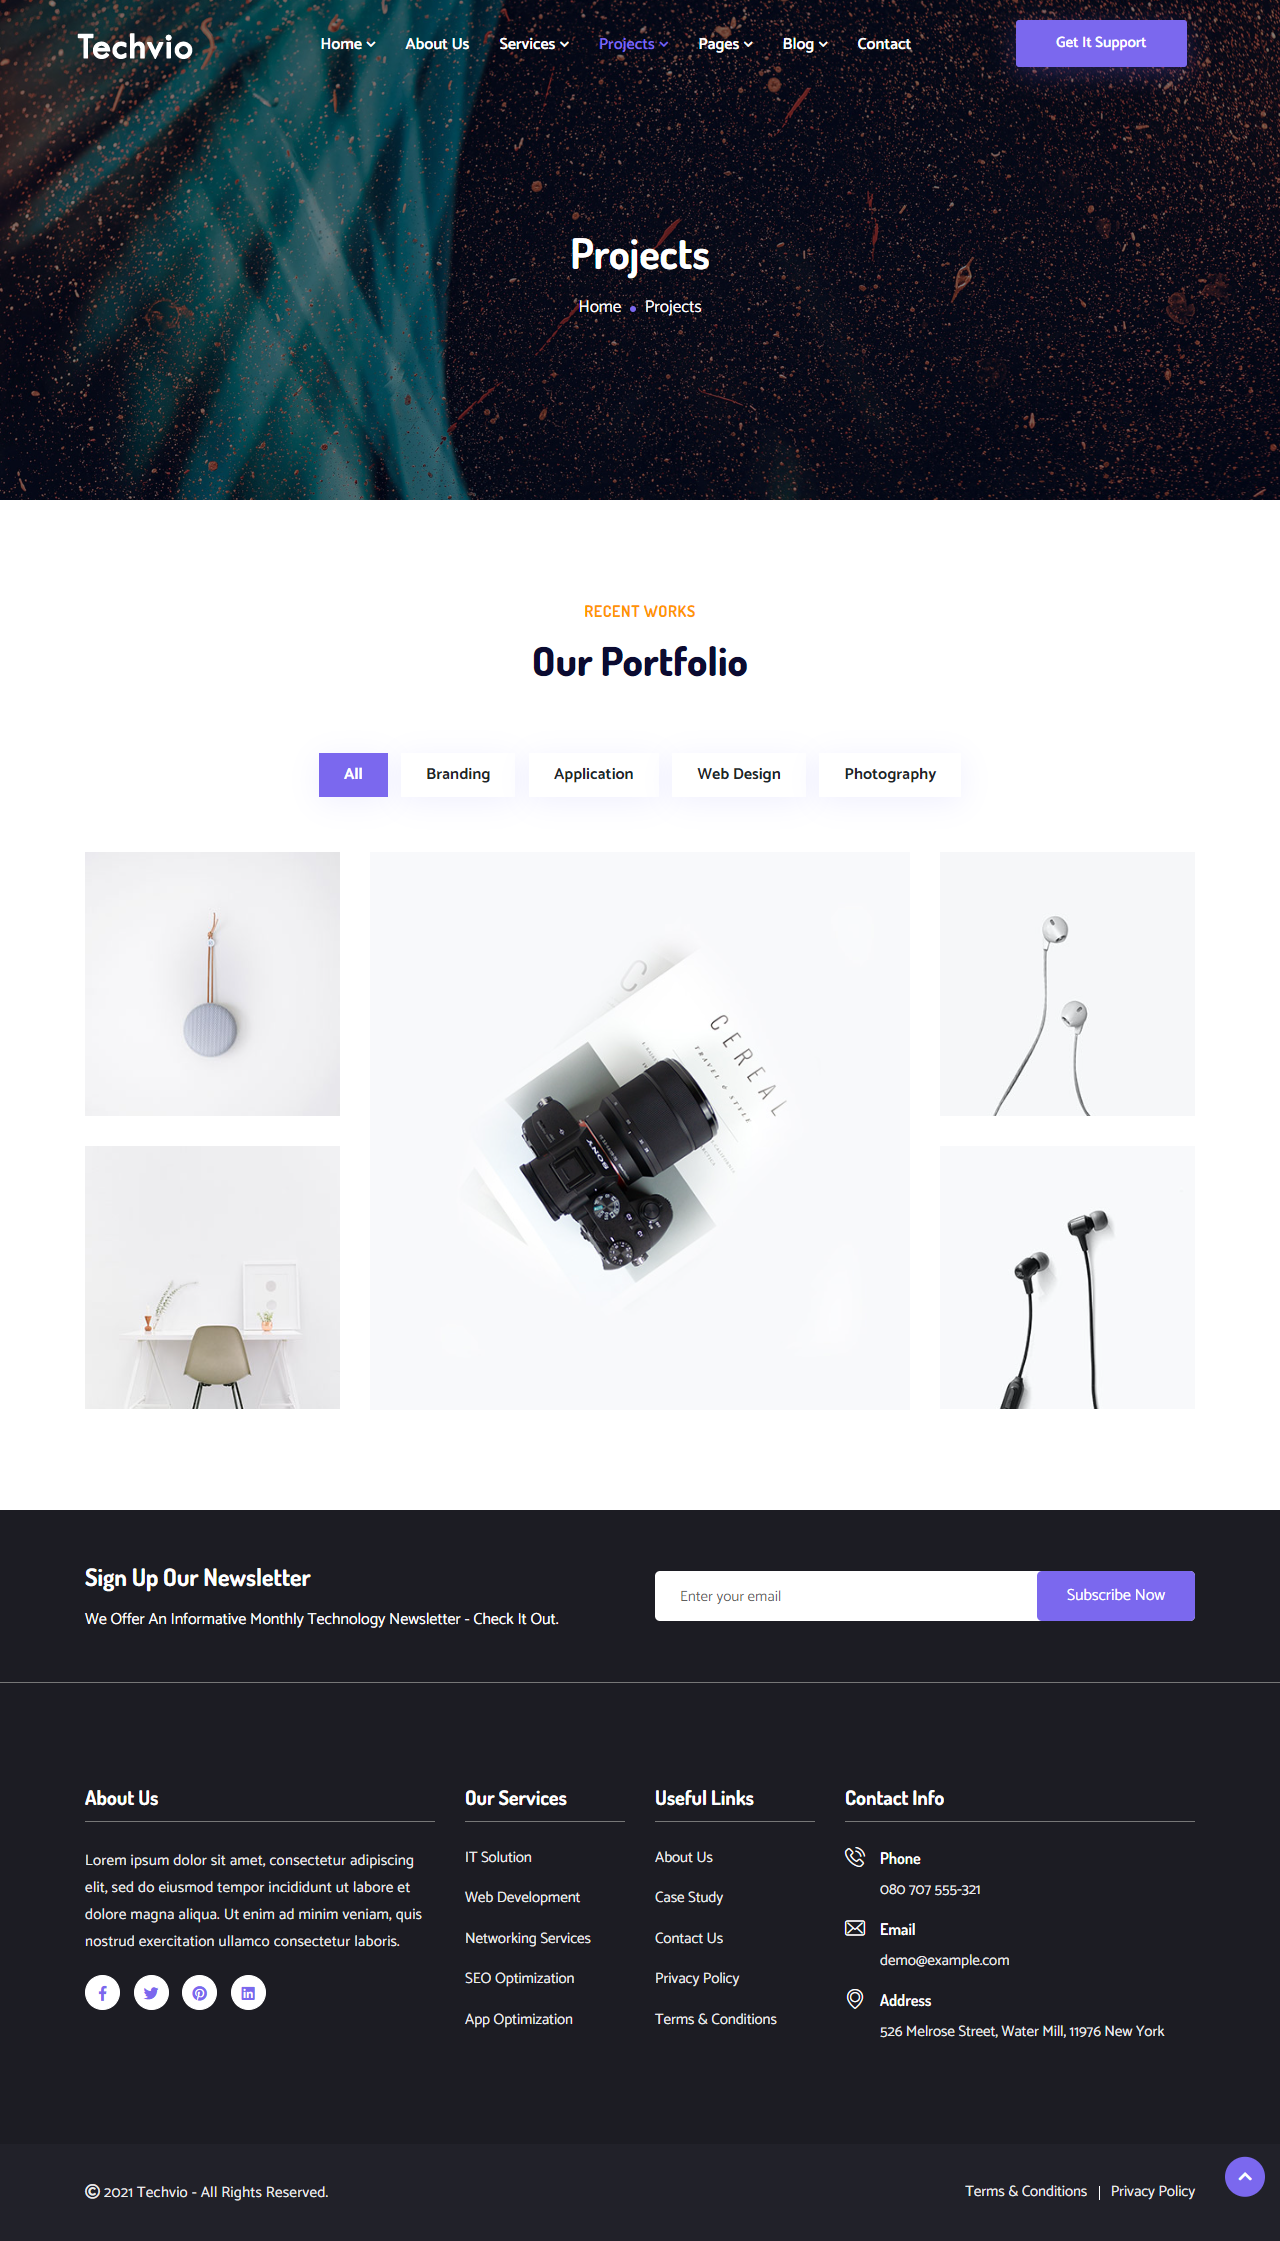 Techvio
Home
About Us
Services
Projects
Pages
Blog
Contact
Get It Support
Projects
Home Projects
RECENT WORKS
Our Portfolio
All
Branding
Application
Web Design
Photography
CEREAL
TRAVEL & STYLE
SONY
Sign Up Our Newsletter
We Offer An Informative Monthly Technology Newsletter - Check It Out.
Enter your email
Subscribe Now
About Us
Lorem ipsum dolor sit amet, consectetur adipiscing
elit, sed do eiusmod tempor incididunt ut labore et
dolore magna aliqua. Ut enim ad minim veniam, quis
nostrud exercitation ullamco consectetur laboris.
Our Services
IT Solution
Web Development
Networking Services
SEO Optimization
App Optimization
Useful Links
About Us
Case Study
Contact Us
Privacy Policy
Terms & Conditions
Contact Info
Phone
080 707 555-321
Email
demo@example.com
Address
526 Melrose Street, Water Mill, 11976 New York
© 2021 Techvio - All Rights Reserved.
Terms & Conditions | Privacy Policy